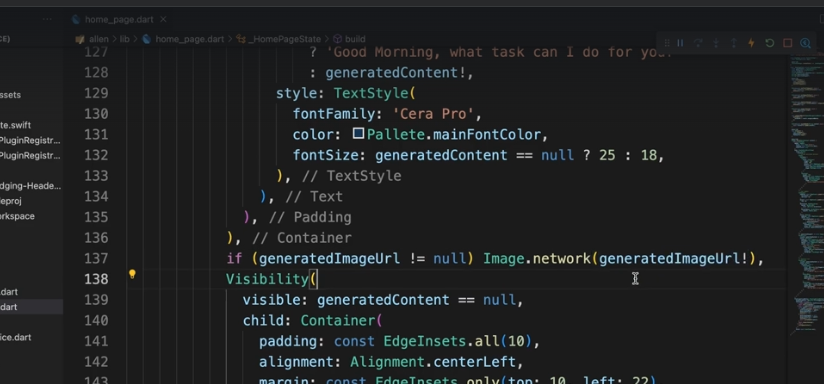 home_page.dart
alien > lib > home_page.dart > _HomePageState > build
127 ? 'Good Morning, what task can I do for you?
128 : generatedContent!,
129 style: TextStyle(
130 fontFamily: 'Cera Pro',
131 color: Pallete.mainFontColor,
132 fontSize: generatedContent == null ? 25 : 18,
133 ), // TextStyle
134 ), // Text
135 ), // Padding
136 ), // Container
137 if (generatedImageUrl != null) Image.network(generatedImageUrl!),
138 Visibility(
139 visible: generatedContent == null,
140 child: Container(
141 padding: const EdgeInsets.all(10),
142 alignment: Alignment.centerLeft,
143 margin: const EdgeInsets.only(top: 10, left: 22)
ssets
te.swift
PluginRegistr...
PluginRegistr...
dging-Heade...
leproj
orkspace
.dart
dart
ice.dart